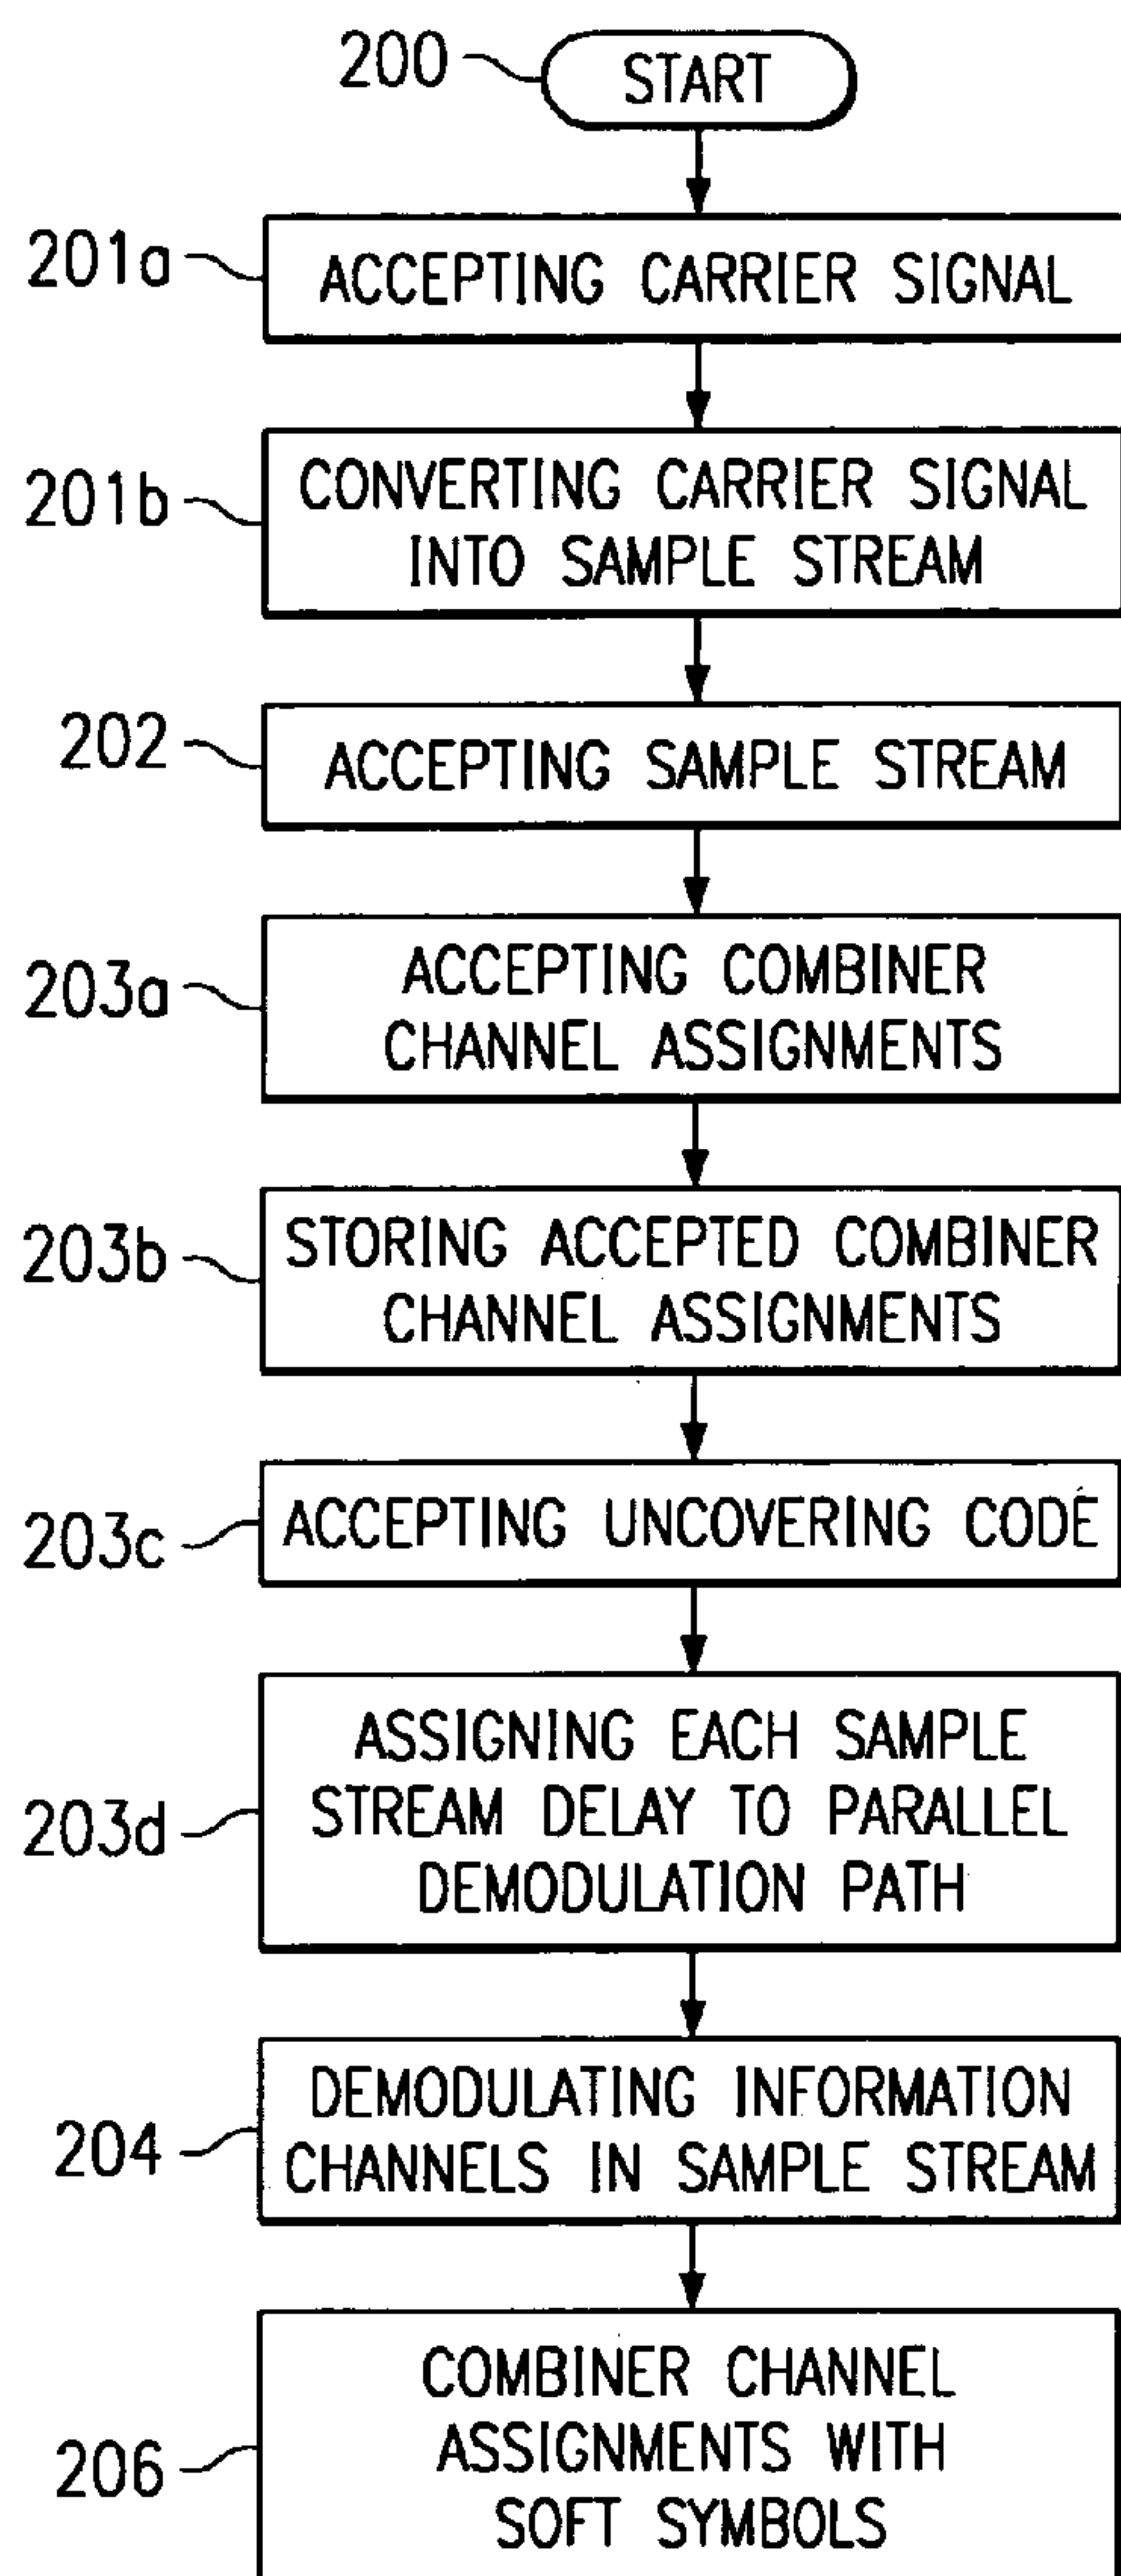 200
START
201a
ACCEPTING CARRIER SIGNAL
201b
CONVERTING CARRIER SIGNAL
INTO SAMPLE STREAM
202
ACCEPTING SAMPLE STREAM
203a
ACCEPTING COMBINER
CHANNEL ASSIGNMENTS
203b
STORING ACCEPTED COMBINER
CHANNEL ASSIGNMENTS
203c
ACCEPTING UNCOVERING CODE
203d
ASSIGNING EACH SAMPLE
STREAM DELAY TO PARALLEL
DEMODULATION PATH
204
DEMODULATING INFORMATION
CHANNELS IN SAMPLE STREAM
206
COMBINER CHANNEL
ASSIGNMENTS WITH
SOFT SYMBOLS